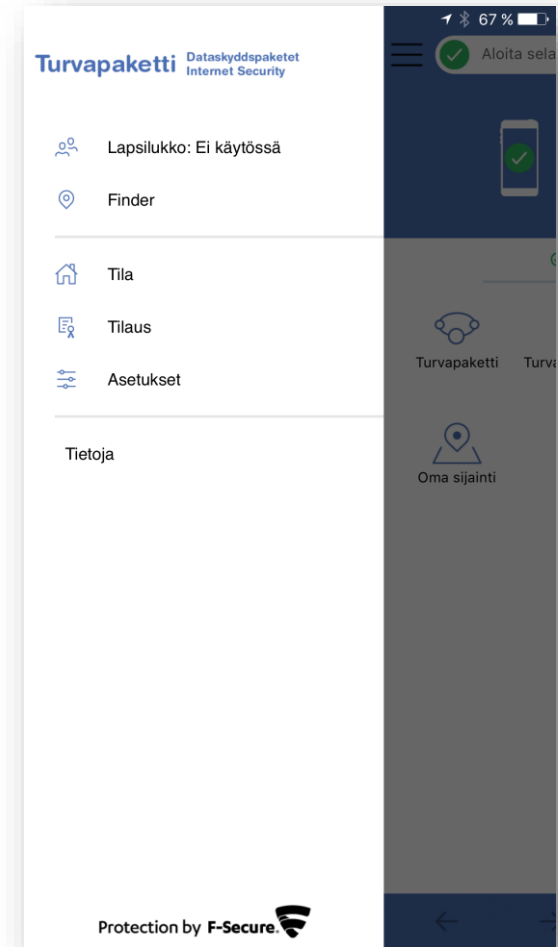 67 %
Turvapaketti
Dataskyddspaketet
Internet Security
Aloita sela
Lapsilukko: Ei käytössä
Finder
Tila
Tilaus
Turvapaketti
Asetukset
Tietoja
Oma sijainti
Protection by F-Secure.